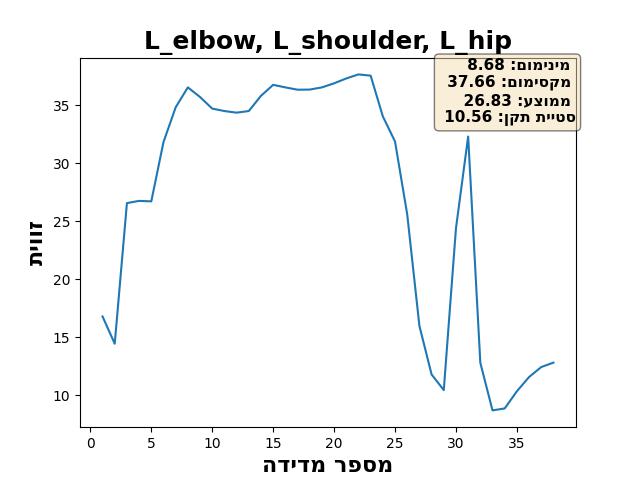 L_elbow, L_shoulder, L_hip
מינימום: 8.68
מקסימום: 37.66
ממוצע: 26.83
סטיית תקן: 10.56
זווית
35
30
25
20
15
10
0 5 10 15 20 25 30 35
מספר מדידה